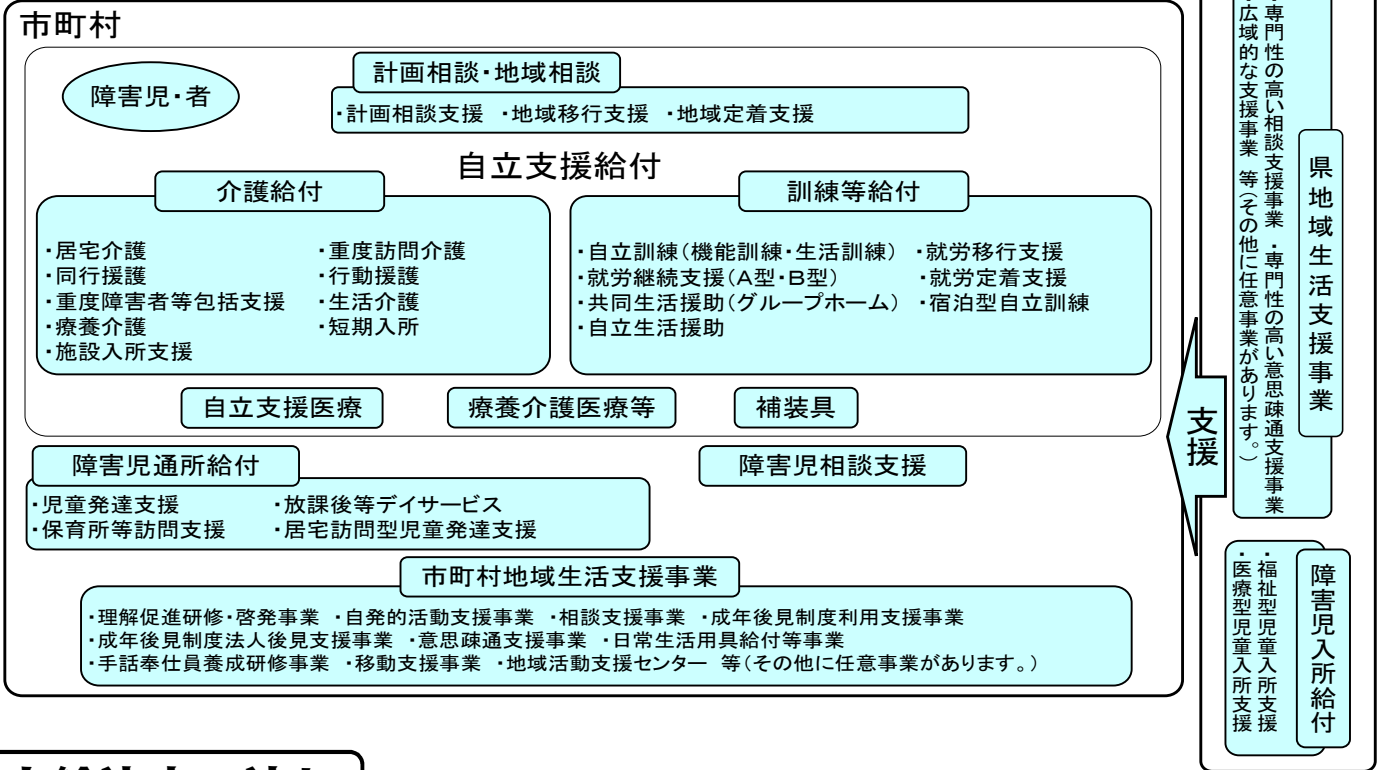 市町村
障害児・者
計画相談・地域相談
・計画相談支援 ・地域移行支援 ・地域定着支援
自立支援給付
介護給付
・居宅介護 ・重度訪問介護
・同行援護 ・行動援護
・重度障害者等包括支援 ・生活介護
・療養介護 ・短期入所
・施設入所支援
訓練等給付
・自立訓練(機能訓練・生活訓練) ・就労移行支援
・就労継続支援(A型・B型) ・就労定着支援
・共同生活援助(グループホーム) ・宿泊型自立訓練
・自立生活援助
自立支援医療
療養介護医療等
補装具
障害児通所給付
・児童発達支援 ・放課後等デイサービス
・保育所等訪問支援 ・居宅訪問型児童発達支援
障害児相談支援
市町村地域生活支援事業
・理解促進研修・啓発事業 ・自発的活動支援事業 ・相談支援事業 ・成年後見制度利用支援事業
・成年後見制度法人後見支援事業 ・意思疎通支援事業 ・日常生活用具給付等事業
・手話奉仕員養成研修事業 ・移動支援事業 ・地域活動支援センター 等(その他に任意事業があります。)
支援
県地域生活支援事業
・専門性の高い相談支援事業 ・専門性の高い意思疎通支援事業
・広域的な支援事業 等(その他に任意事業があります。)
障害児入所給付
・福祉型児童入所支援
・医療型児童入所支援